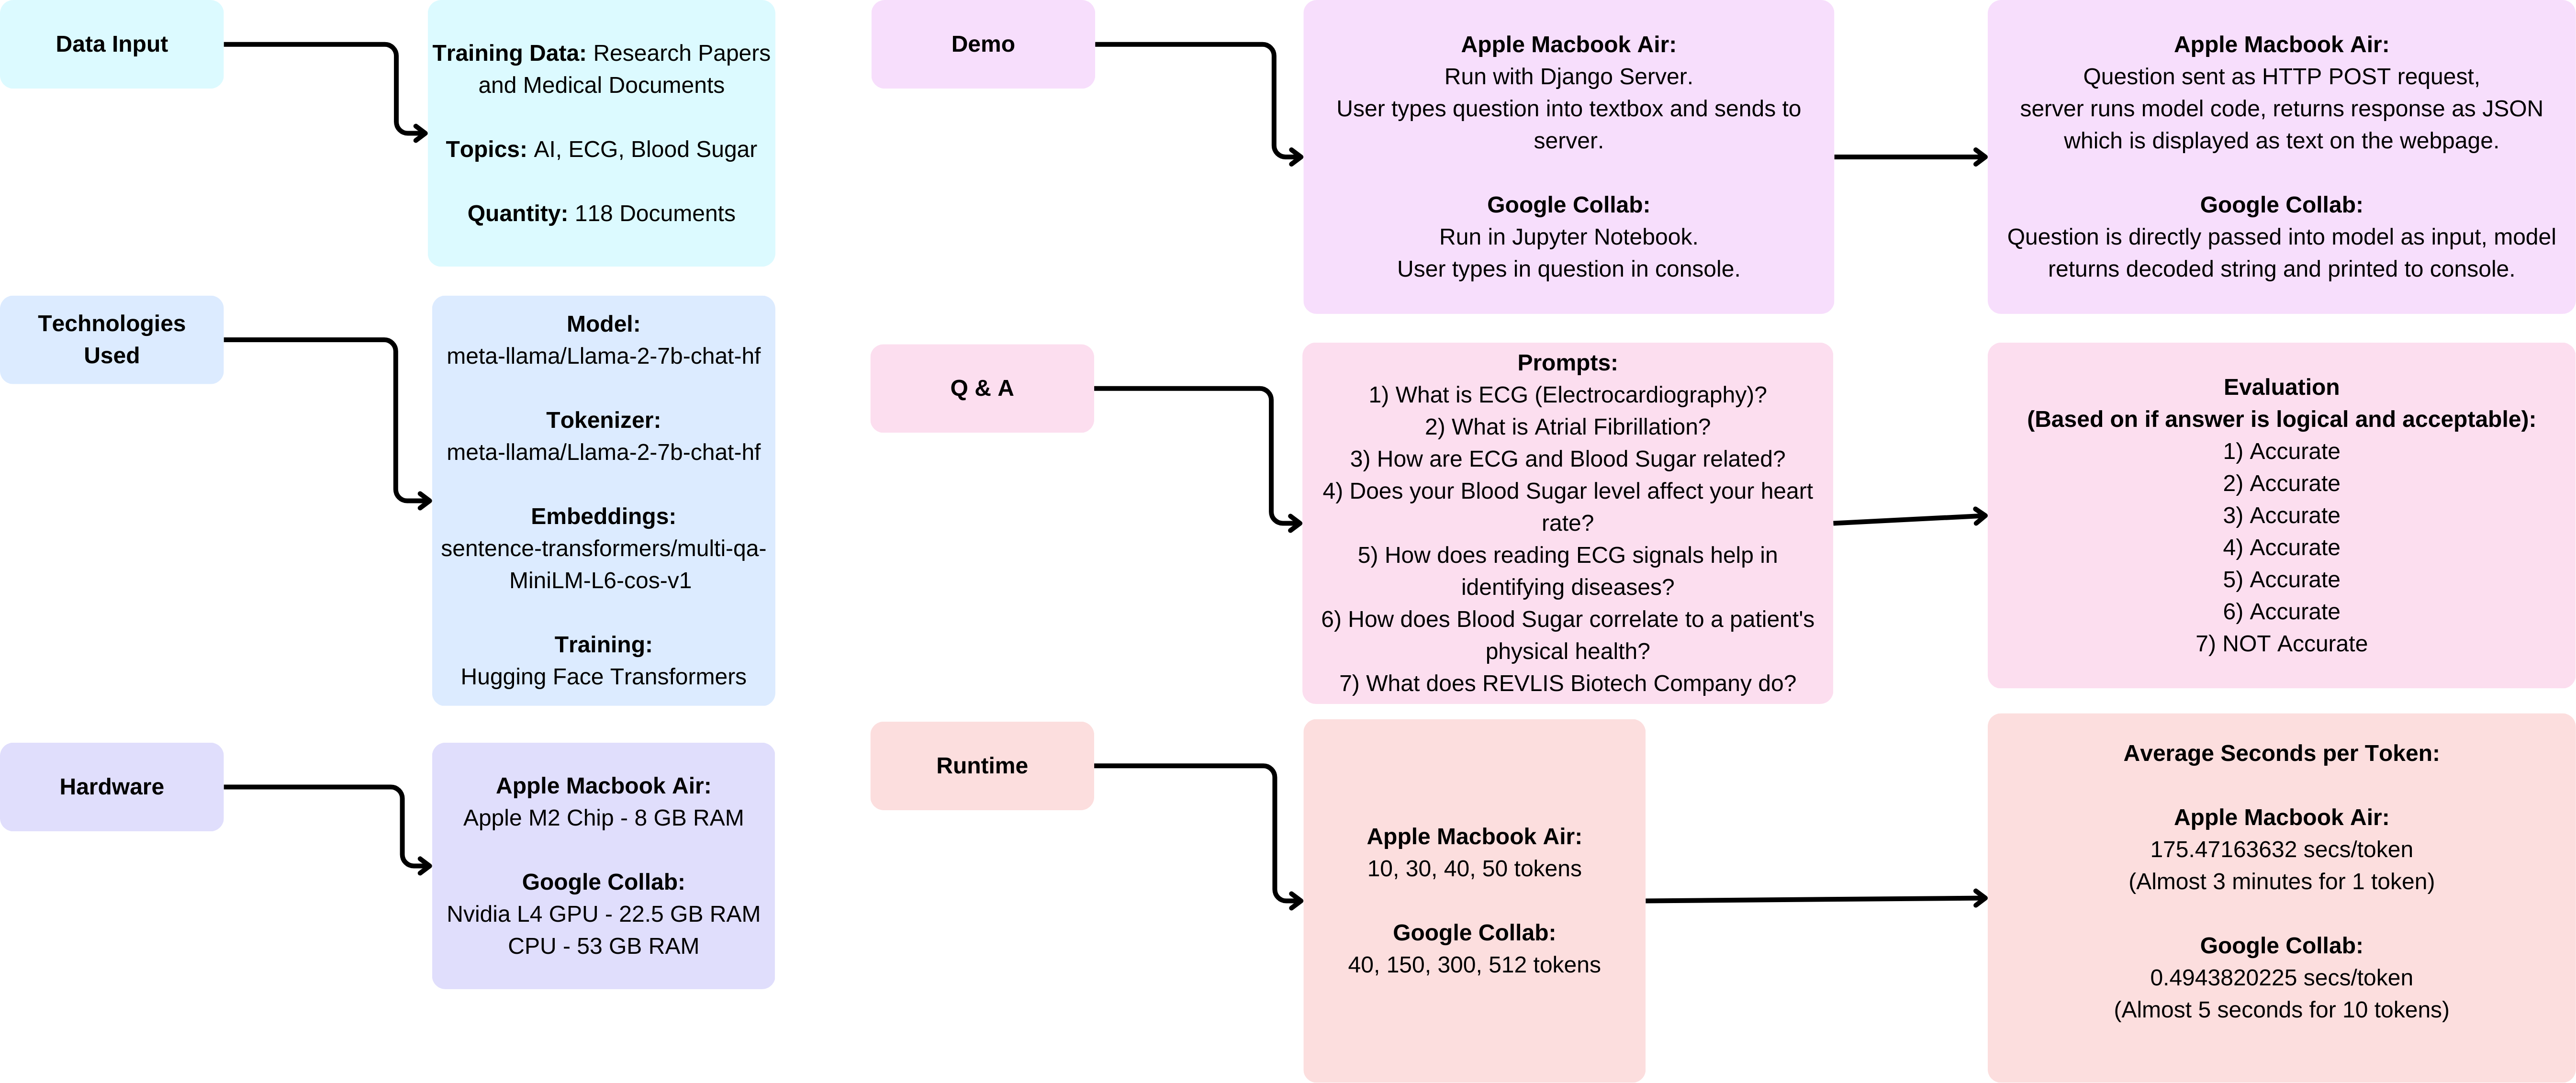 Data Input
Training Data: Research Papers
and Medical Documents
Topics: AI, ECG, Blood Sugar
Quantity: 118 Documents
Technologies
Used
Model:
meta-llama/Llama-2-7b-chat-hf
Tokenizer:
meta-llama/Llama-2-7b-chat-hf
Embeddings:
sentence-transformers/multi-qa-
MiniLM-L6-cos-v1
Training:
Hugging Face Transformers
Hardware
Apple Macbook Air:
Apple M2 Chip - 8 GB RAM
Google Collab:
Nvidia L4 GPU - 22.5 GB RAM
CPU - 53 GB RAM
Demo
Apple Macbook Air:
Run with Django Server.
User types question into textbox and sends to
server.
Google Collab:
Run in Jupyter Notebook.
User types in question in console.
Apple Macbook Air:
Question sent as HTTP POST request,
server runs model code, returns response as JSON
which is displayed as text on the webpage.
Google Collab:
Question is directly passed into model as input, model
returns decoded string and printed to console.
Q & A
Prompts:
1) What is ECG (Electrocardiography)?
2) What is Atrial Fibrillation?
3) How are ECG and Blood Sugar related?
4) Does your Blood Sugar level affect your heart
rate?
5) How does reading ECG signals help in
identifying diseases?
6) How does Blood Sugar correlate to a patient's
physical health?
7) What does REVLIS Biotech Company do?
Evaluation
(Based on if answer is logical and acceptable):
1) Accurate
2) Accurate
3) Accurate
4) Accurate
5) Accurate
6) Accurate
7) NOT Accurate
Runtime
Apple Macbook Air:
10, 30, 40, 50 tokens
Google Collab:
40, 150, 300, 512 tokens
Average Seconds per Token:
Apple Macbook Air:
175.47163632 secs/token
(Almost 3 minutes for 1 token)
Google Collab:
0.4943820225 secs/token
(Almost 5 seconds for 10 tokens)